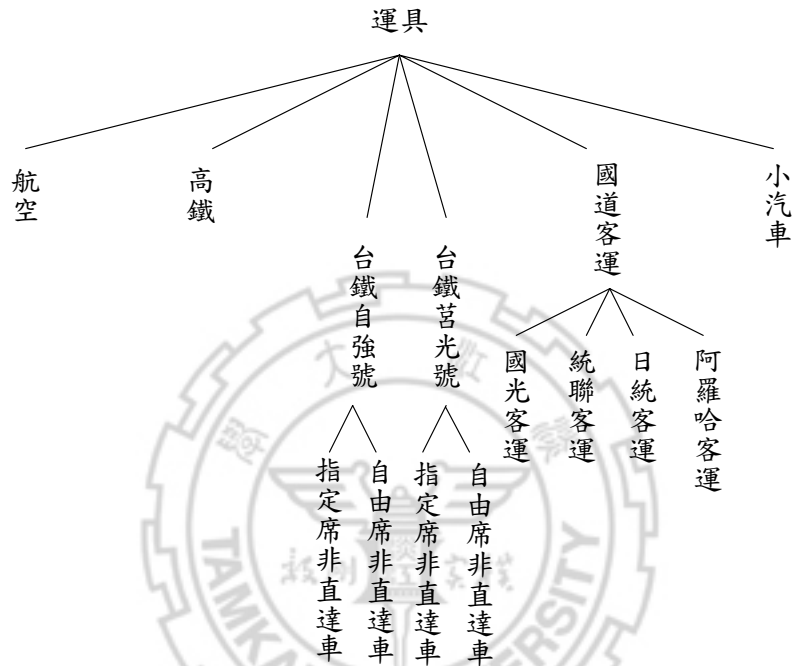 運具
航空
高鐵
台鐵自強號
台鐵莒光號
國道客運
小汽車
國光客運
統聯客運
日統客運
阿羅哈客運
指定席非直達車
自由席非直達車
指定席非直達車
自由席非直達車